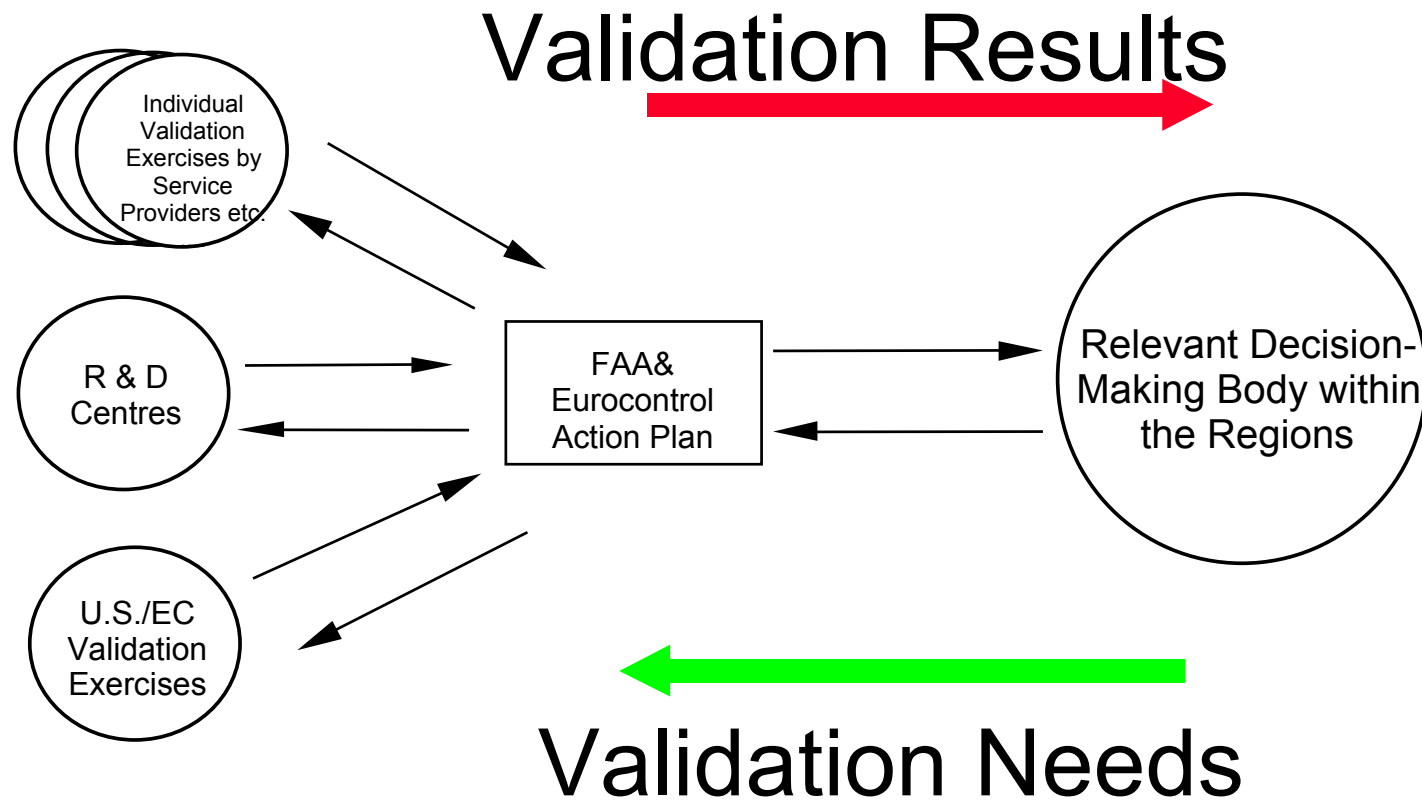 Validation Results
Individual
Validation
Exercises by
Service
Providers etc.
R & D
Centres
U.S./EC
Validation
Exercises
FAA&
Eurocontrol
Action Plan
Relevant Decision-
Making Body within
the Regions
Validation Needs